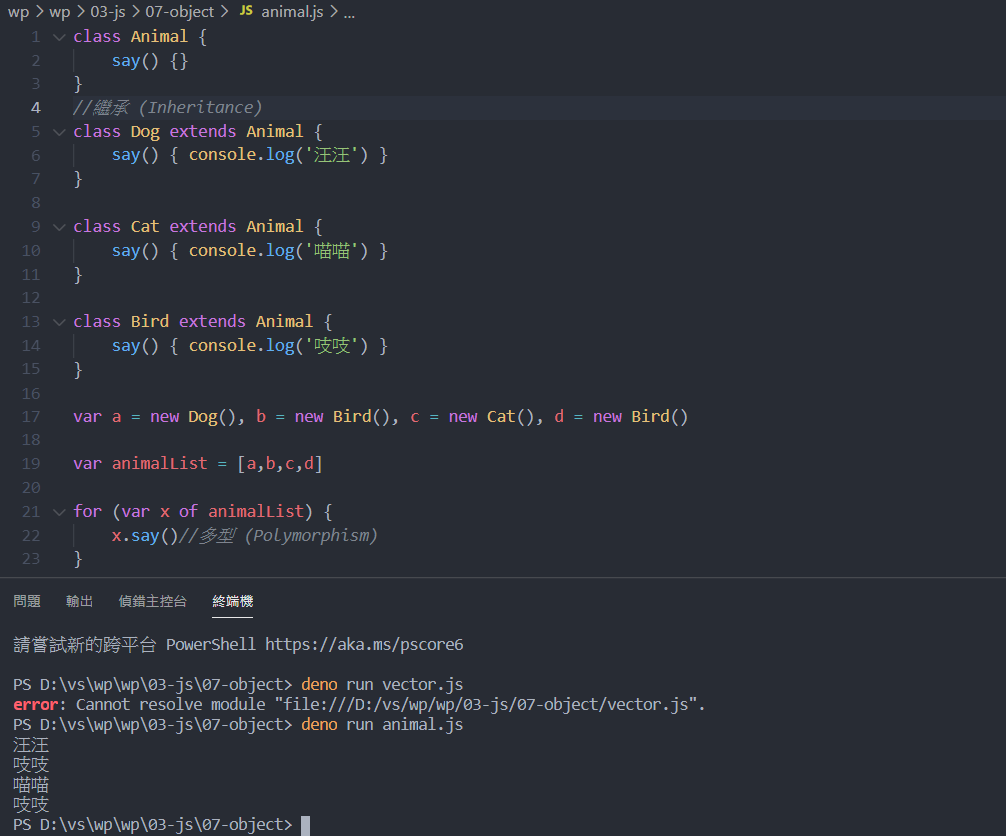 wp > wp > 03-js > 07-object > JS animal.js > ...
1 class Animal {
2     say() {}
3 }
4 //繼承 (Inheritance)
5 class Dog extends Animal {
6     say() { console.log('汪汪') }
7 }
8
9 class Cat extends Animal {
10     say() { console.log('喵喵') }
11 }
12
13 class Bird extends Animal {
14     say() { console.log('吱吱') }
15 }
16
17 var a = new Dog(), b = new Bird(), c = new Cat(), d = new Bird()
18
19 var animalList = [a,b,c,d]
20
21 for (var x of animalList) {
22     x.say()//多型 (Polymorphism)
23 }
問題 輸出 偵錯主控台 終端機
請嘗試新的跨平台 PowerShell https://aka.ms/pscore6
PS D:\vs\wp\wp\03-js\07-object> deno run vector.js
error: Cannot resolve module "file:///D:/vs/wp/wp/03-js/07-object/vector.js".
PS D:\vs\wp\wp\03-js\07-object> deno run animal.js
汪汪
吱吱
喵喵
吱吱
PS D:\vs\wp\wp\03-js\07-object>